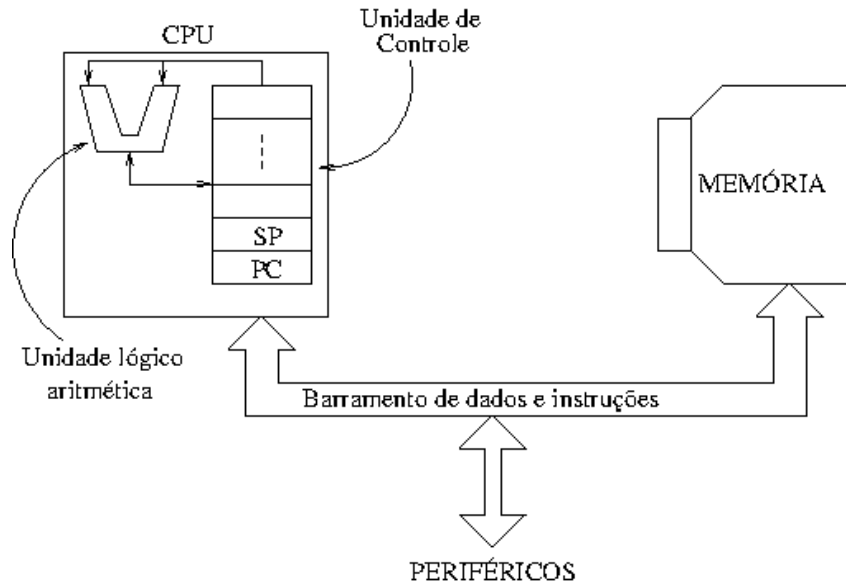 Unidade de
Controle
CPU
MEMÓRIA
SP
PC
Unidade lógico
aritmética
Barramento de dados e instruções
PERIFÉRICOS